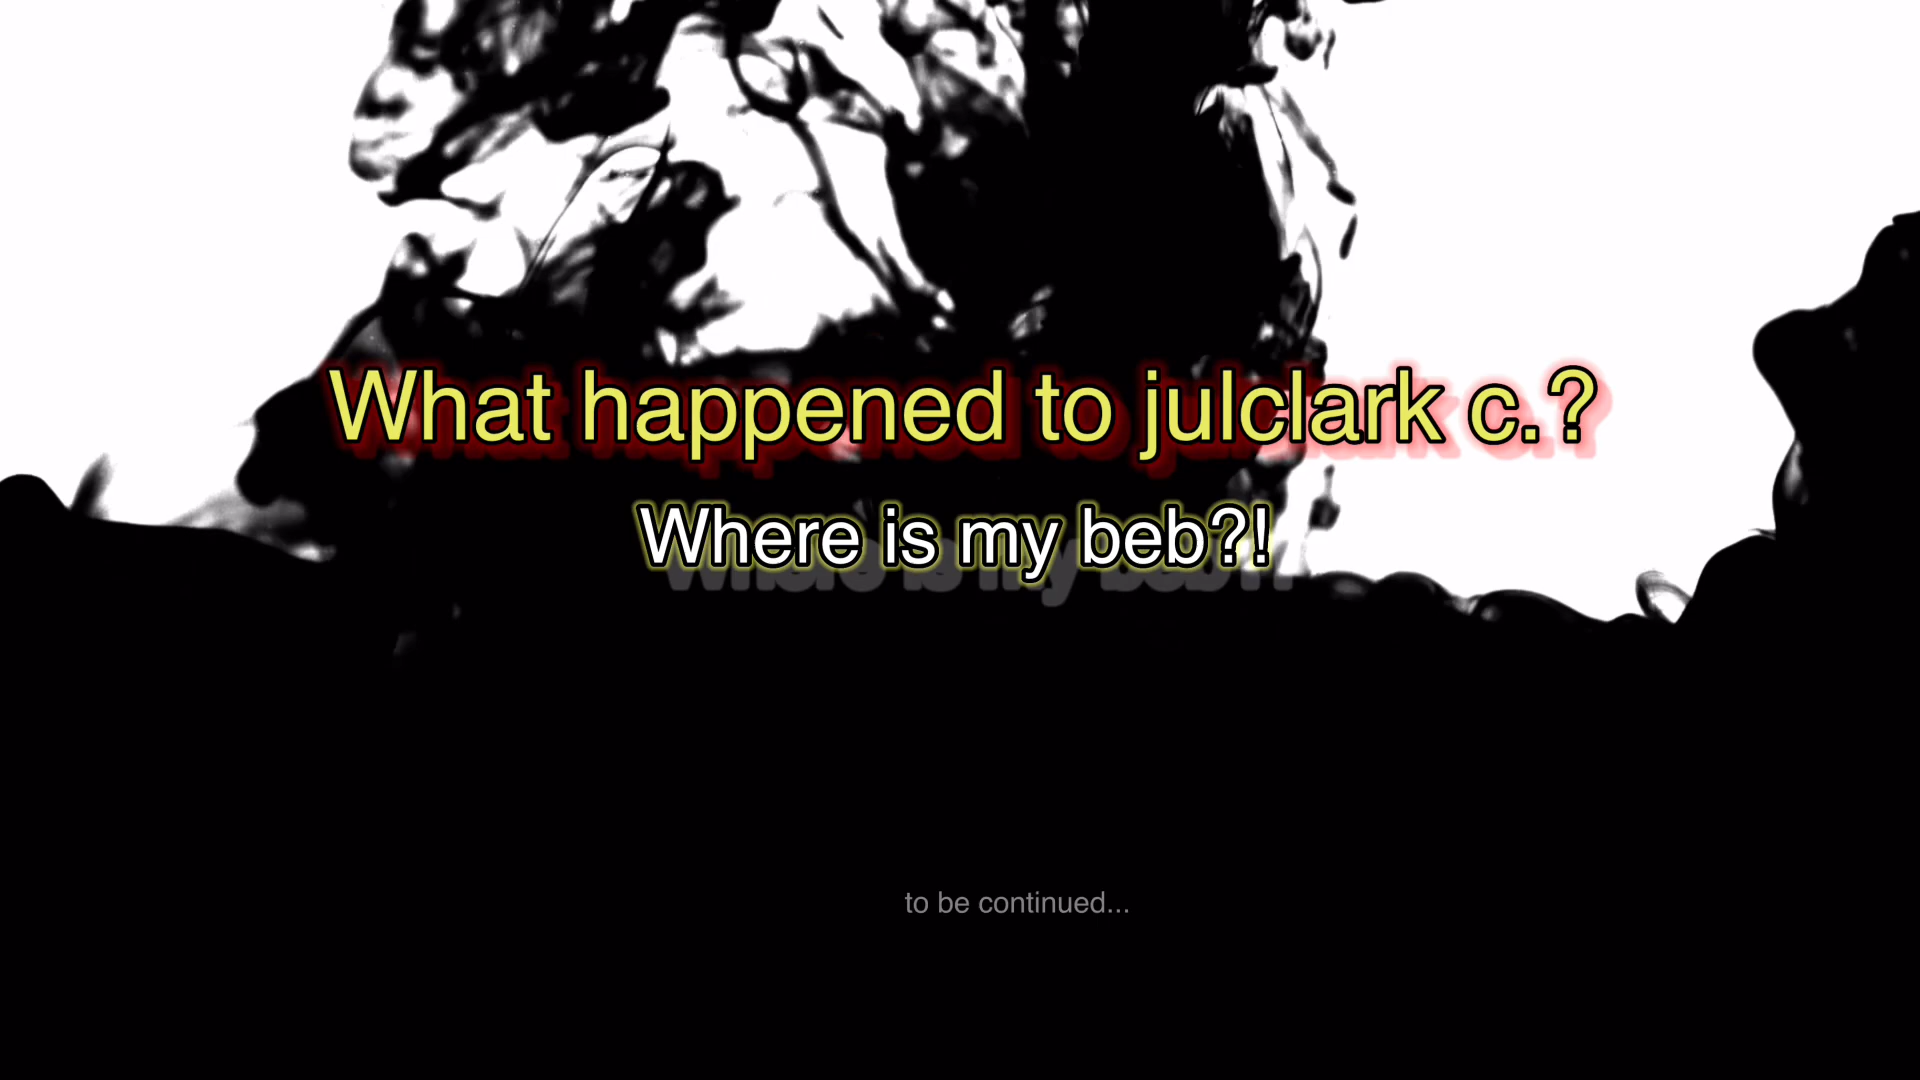 What happened to julclark c.?
Where is my beb?!
to be continued...